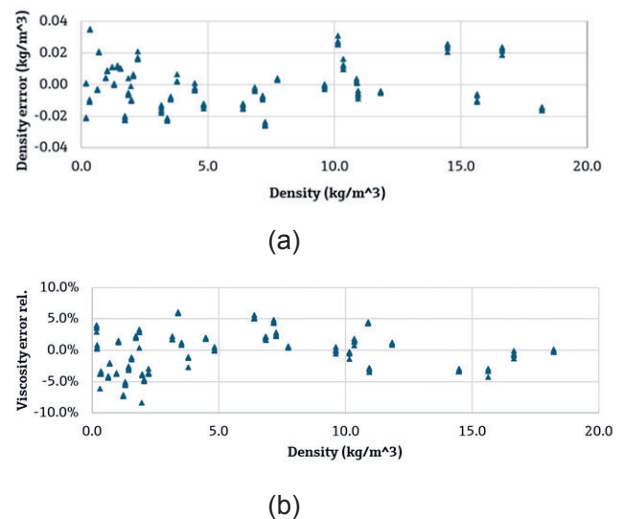 Density errror (kg/m^3)
0.04
0.02
0.00
-0.02
-0.04
0.0 5.0 10.0 15.0 20.0
Density (kg/m^3)
(a)
Viscosity error rel.
10.0%
5.0%
0.0%
-5.0%
-10.0%
0.0 5.0 10.0 15.0 20.0
Density (kg/m^3)
(b)